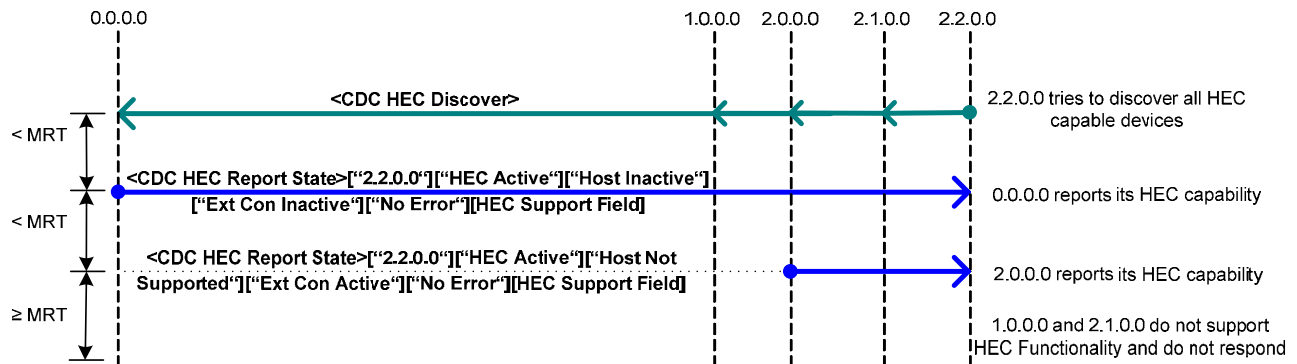 0.0.0.0 1.0.0.0 2.0.0.0 2.1.0.0 2.2.0.0
<CDC HEC Discover>
2.2.0.0 tries to discover all HEC
capable devices
< MRT
<CDC HEC Report State>[“2.2.0.0“][“HEC Active“][“Host Inactive“]
[“Ext Con Inactive“][“No Error“][HEC Support Field]
0.0.0.0 reports its HEC capability
< MRT
<CDC HEC Report State>[“2.2.0.0“][“HEC Active“][“Host Not
Supported“][“Ext Con Active“][“No Error“][HEC Support Field]
2.0.0.0 reports its HEC capability
≥ MRT
1.0.0.0 and 2.1.0.0 do not support
HEC Functionality and do not respond